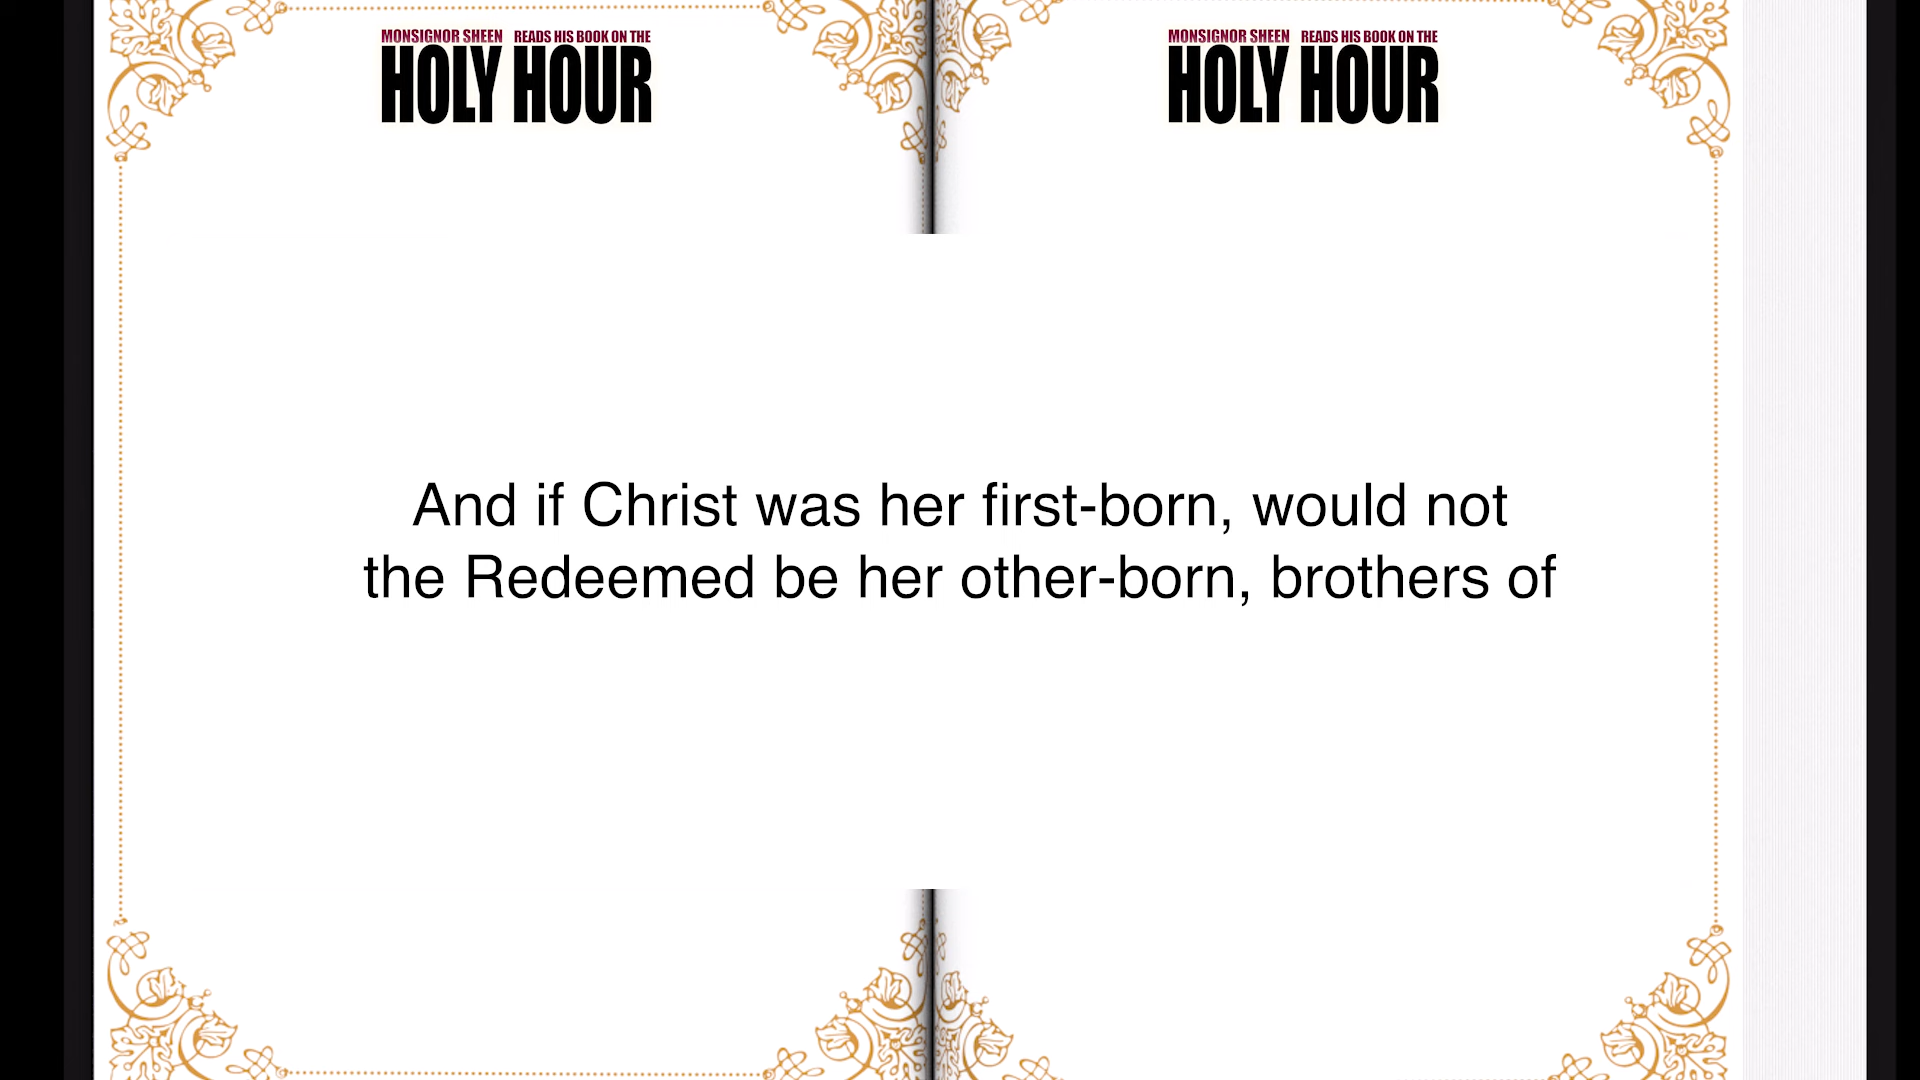 MONSIGNOR SHEEN READS HIS BOOK ON THE
HOLY HOUR
MONSIGNOR SHEEN READS HIS BOOK ON THE
HOLY HOUR
And if Christ was her first-born, would not
the Redeemed be her other-born, brothers of